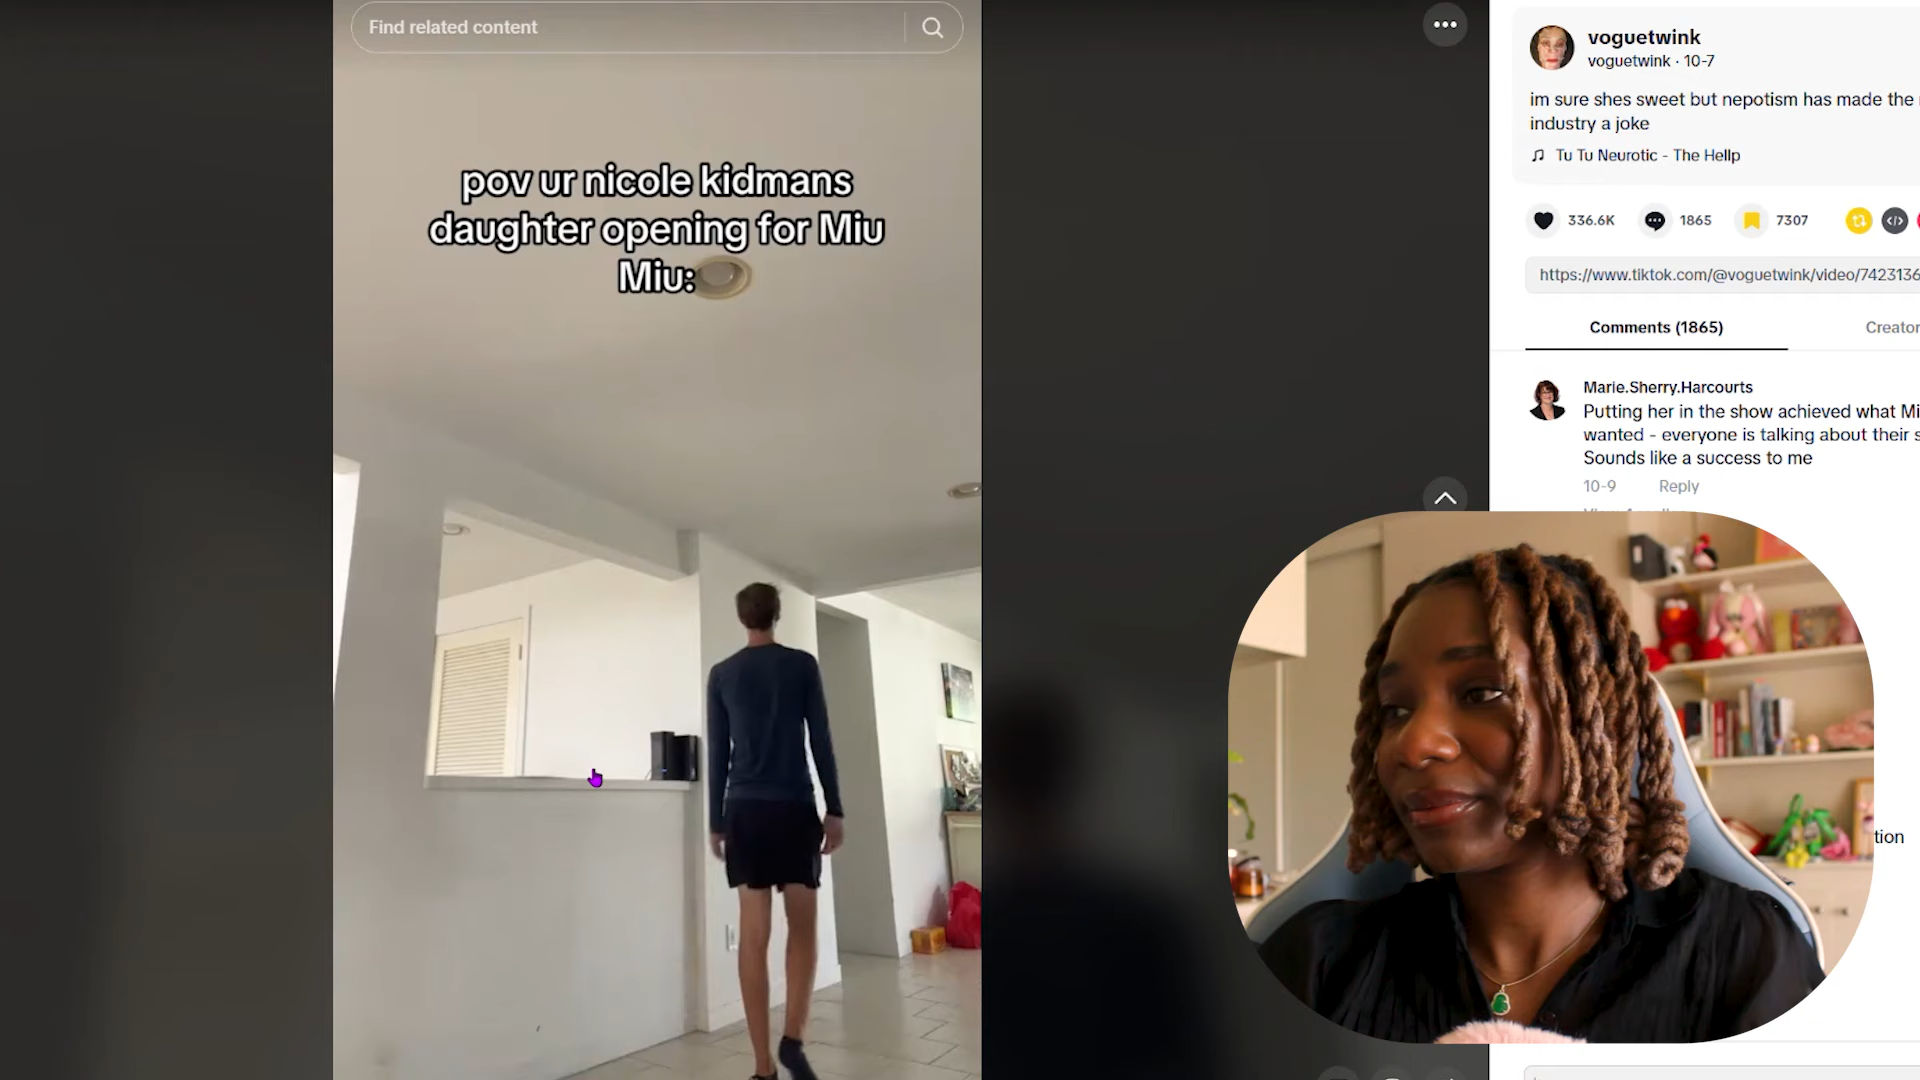 Find related content
pov ur nicole kidmans
daughter opening for Miu
Miu:
voguetwink
voguetwink · 10-7
im sure shes sweet but nepotism has made the
industry a joke
Tu Tu Neurotic - The Hellp
336.6K
1865
7307
https://www.tiktok.com/@voguetwink/video/7423136
Comments (1865)
Creator
Marie.Sherry.Harcourts
Putting her in the show achieved what Mi
wanted - everyone is talking about their s
Sounds like a success to me
10-9 Reply
tion